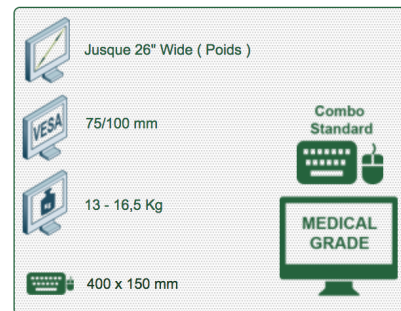 Jusque 26" Wide ( Poids )
VESA
75/100 mm
Combo
Standard
KG
13 - 16,5 Kg
MEDICAL
GRADE
400 x 150 mm